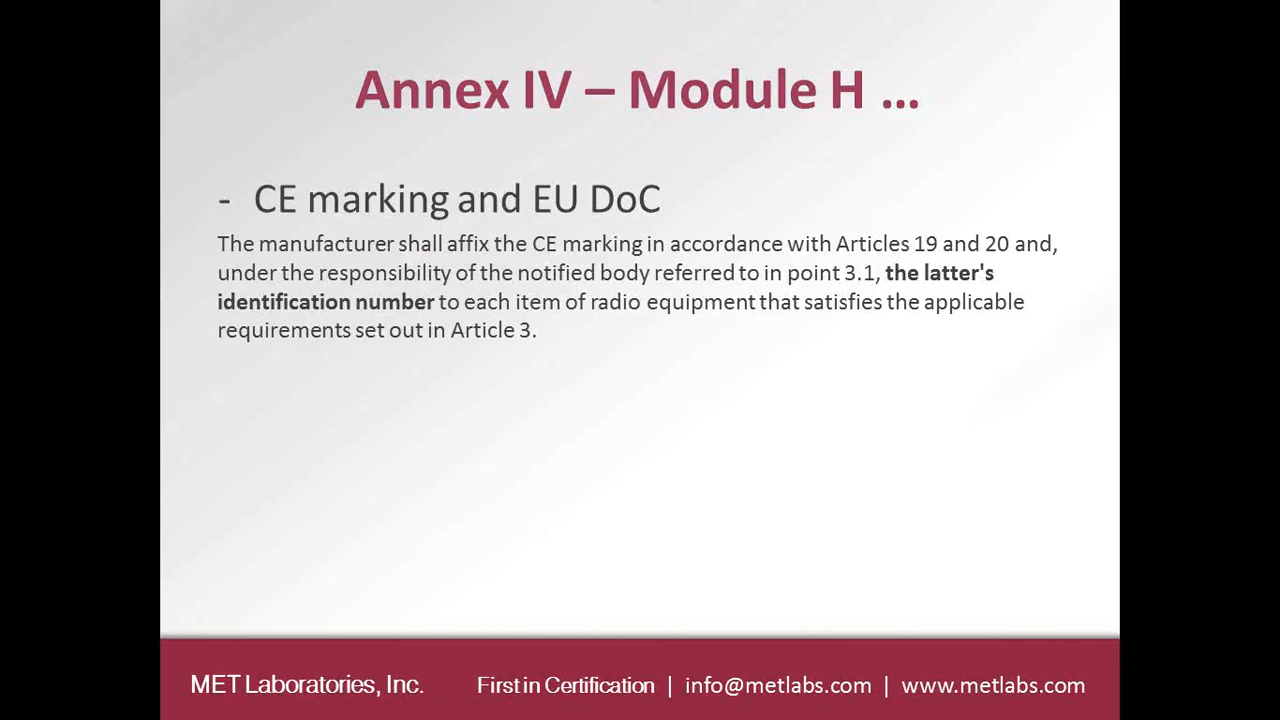 Annex IV – Module H ...
- CE marking and EU DoC
The manufacturer shall affix the CE marking in accordance with Articles 19 and 20 and,
under the responsibility of the notified body referred to in point 3.1, the latter's
identification number to each item of radio equipment that satisfies the applicable
requirements set out in Article 3.
MET Laboratories, Inc. First in Certification | info@metlabs.com | www.metlabs.com